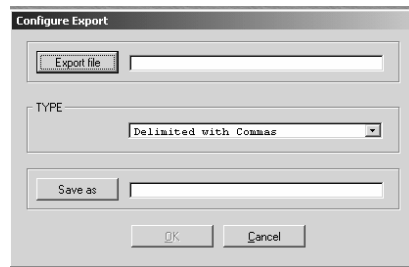 Configure Export
Export file
TYPE
Delimited with Commas
Save as
OK Cancel